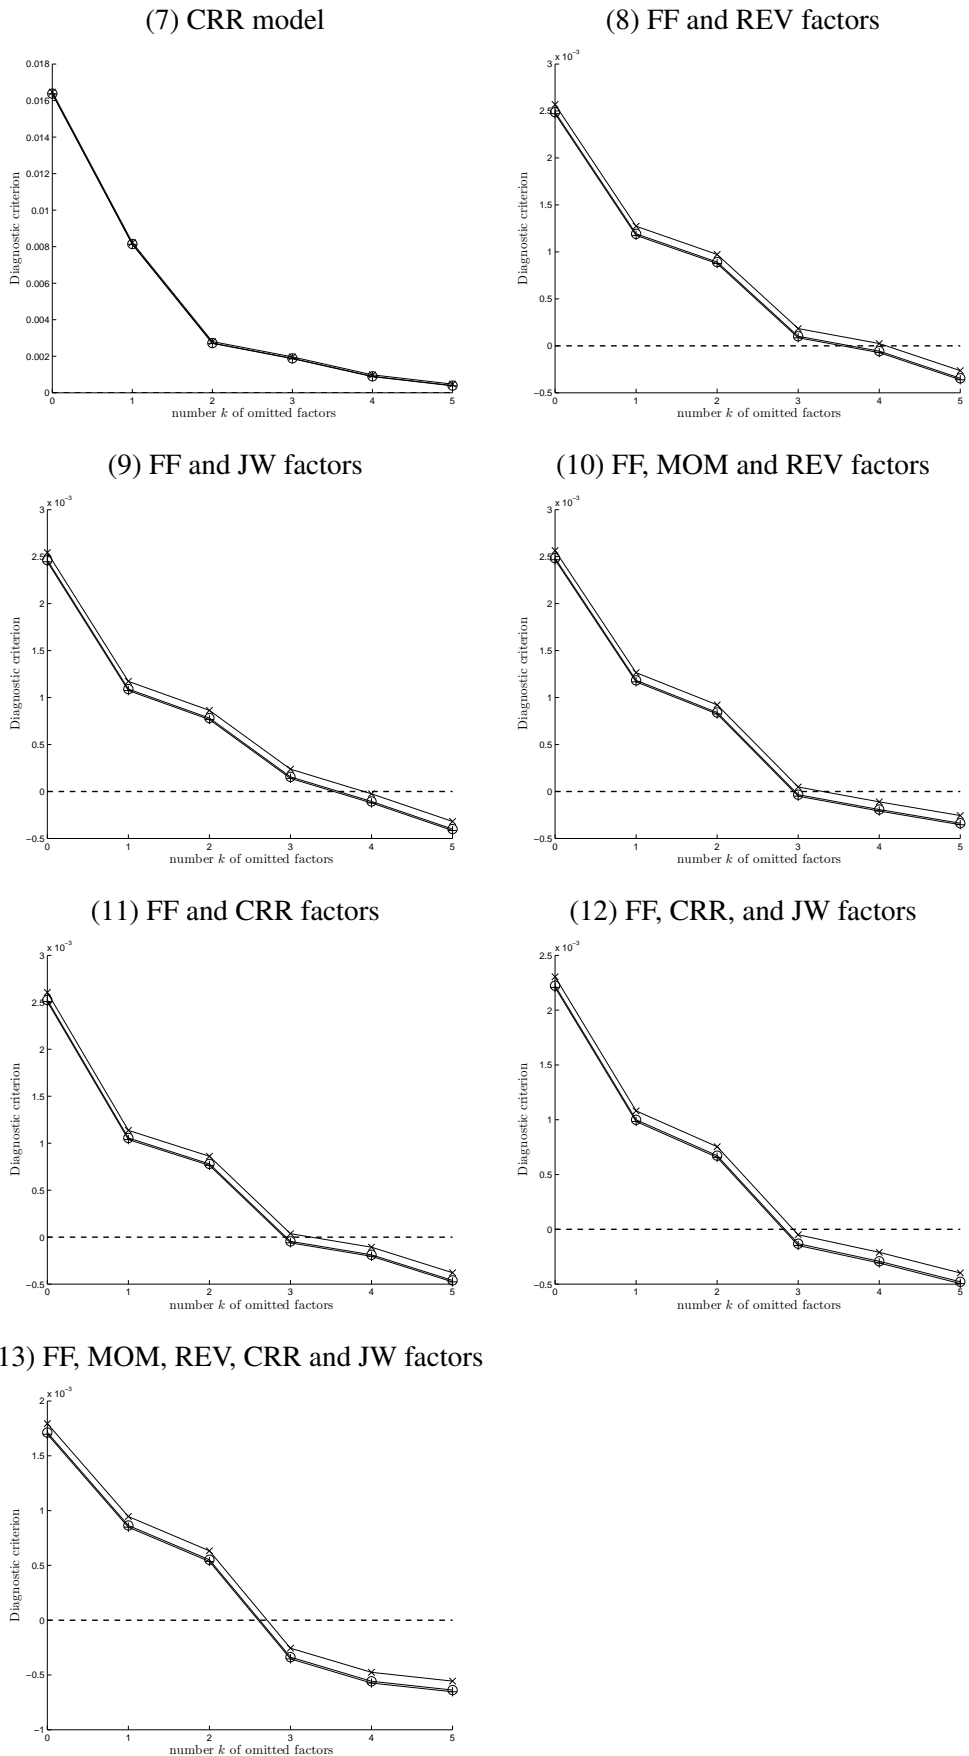 (7) CRR model
0.018
0.016
0.014
0.012
0.01
0.008
0.006
0.004
0.002
0
Diagnostic criterion
0 1 2 3 4 5
number k of omitted factors
(8) FF and REV factors
x 10⁻³
3
2.5
2
1.5
1
0.5
0
−0.5
Diagnostic criterion
0 1 2 3 4 5
number k of omitted factors
(9) FF and JW factors
x 10⁻³
3
2.5
2
1.5
1
0.5
0
−0.5
Diagnostic criterion
0 1 2 3 4 5
number k of omitted factors
(10) FF, MOM and REV factors
x 10⁻³
3
2.5
2
1.5
1
0.5
0
−0.5
Diagnostic criterion
0 1 2 3 4 5
number k of omitted factors
(11) FF and CRR factors
x 10⁻³
3
2.5
2
1.5
1
0.5
0
−0.5
Diagnostic criterion
0 1 2 3 4 5
number k of omitted factors
(12) FF, CRR, and JW factors
x 10⁻³
2.5
2
1.5
1
0.5
0
−0.5
Diagnostic criterion
0 1 2 3 4 5
number k of omitted factors
13) FF, MOM, REV, CRR and JW factors
x 10⁻³
2
1.5
1
0.5
0
−0.5
−1
Diagnostic criterion
0 1 2 3 4 5
number k of omitted factors